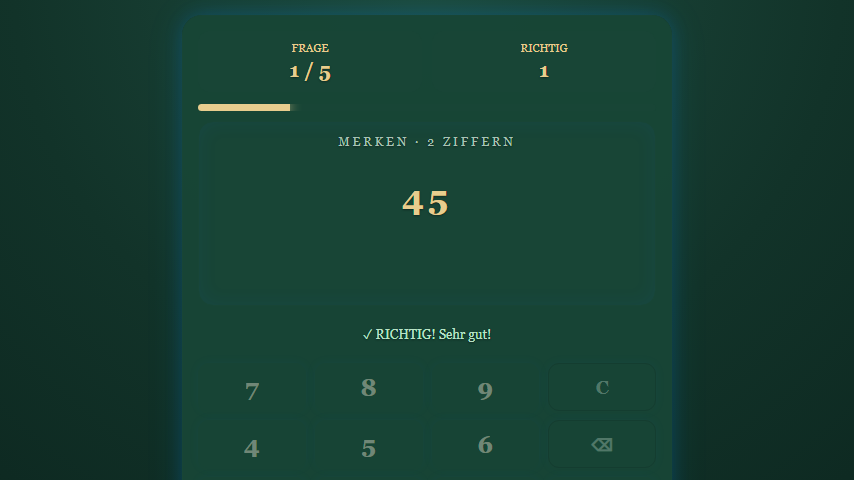 FRAGE RICHTIG
1 / 5 1
MERKEN · 2 ZIFFERN
45
✓ RICHTIG! Sehr gut!
7 8 9 C
4 5 6 ⌫